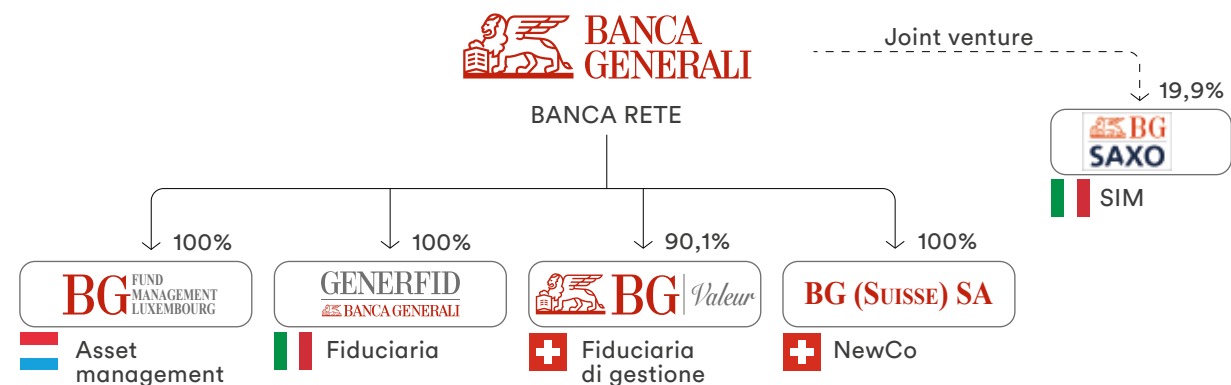 BANCA
GENERALI
BANCA RETE
Joint venture
19,9%
BG
SAXO
SIM
100%
BG FUND
MANAGEMENT
LUXEMBOURG
Asset
management
100%
GENERFID
BANCA GENERALI
Fiduciaria
90,1%
BG Valeur
Fiduciaria
di gestione
100%
BG (SUISSE) SA
NewCo